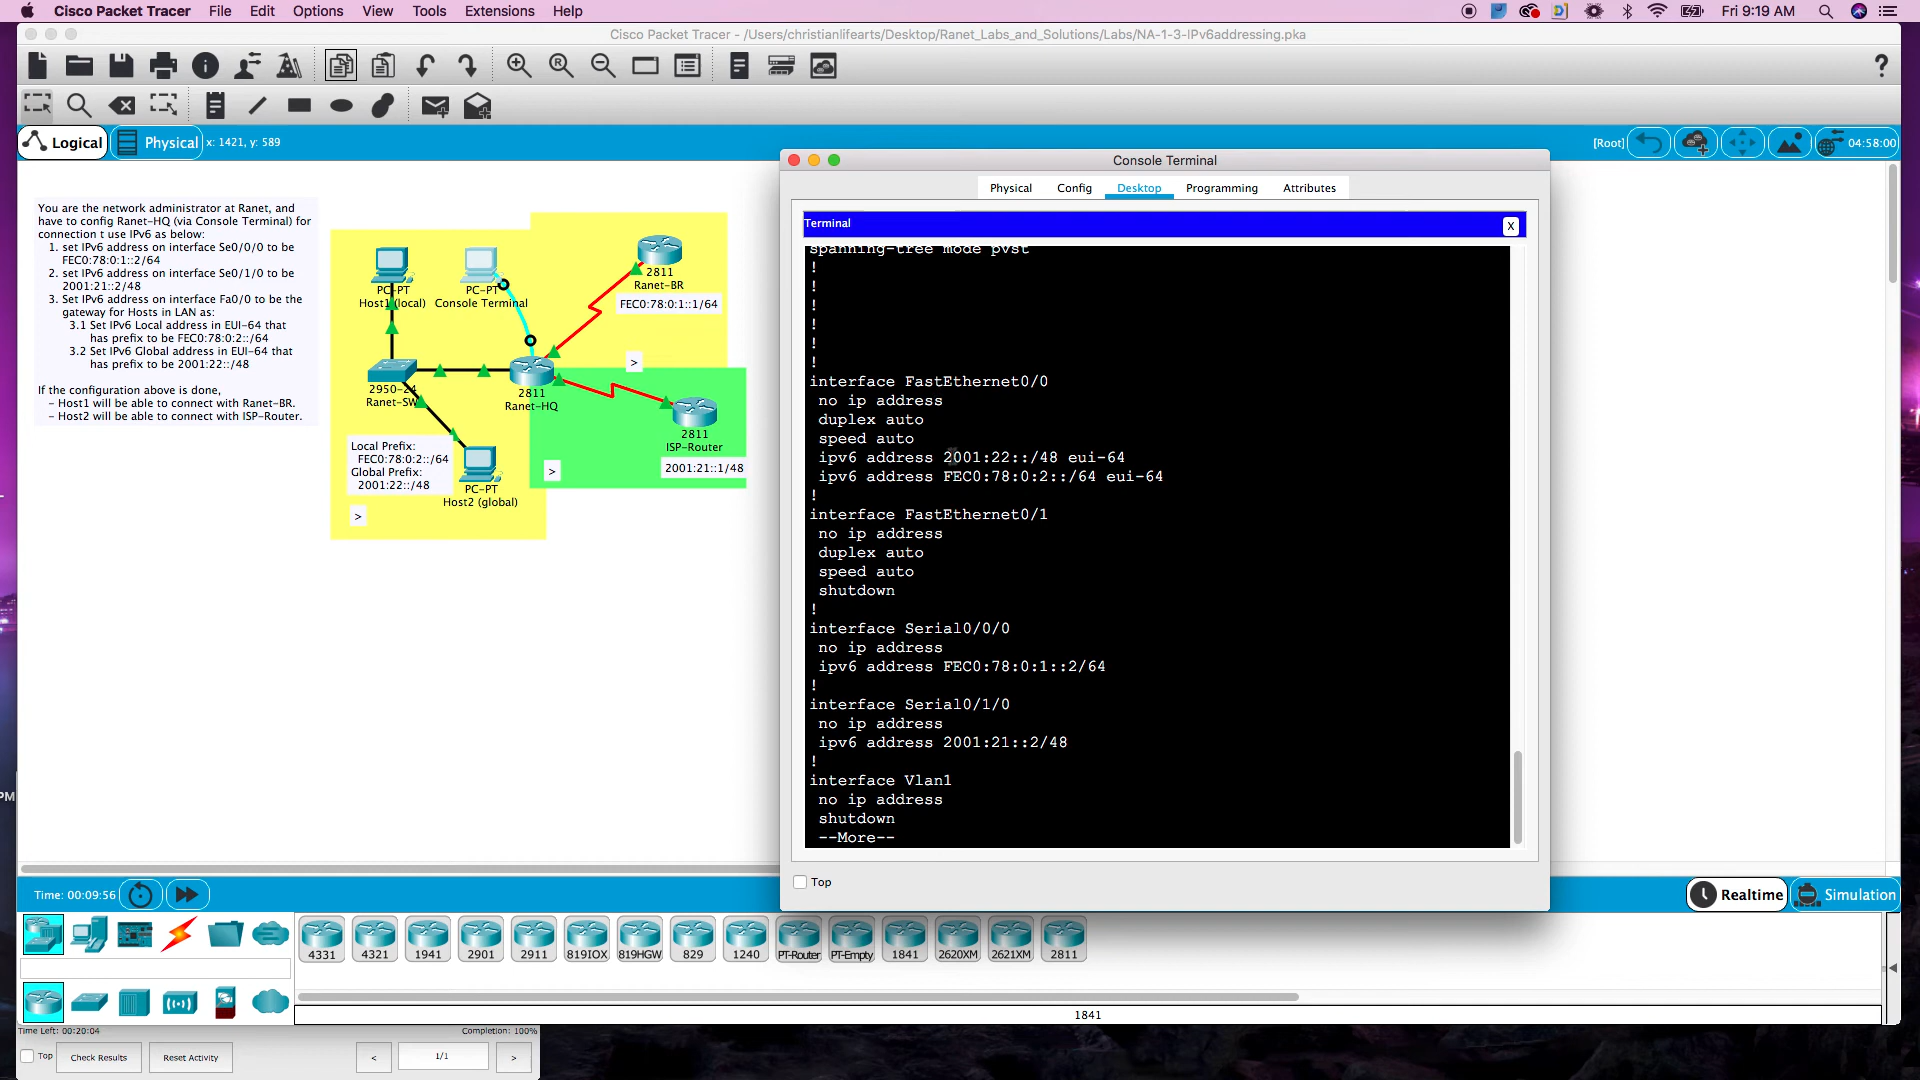 Cisco Packet Tracer File Edit Options View Tools Extensions Help
Fri 9:19 AM
Cisco Packet Tracer - /Users/christianlifearts/Desktop/Ranet_Labs_and_Solutions/Labs/NA-1-3-IPv6addressing.pka
?
Logical Physical x: 1421, y: 589
[Root] 04:58:00
You are the network administrator at Ranet, and
have to config Ranet-HQ (via Console Terminal) for
connection t use IPv6 as below:
1. set IPv6 address on interface Se0/0/0 to be
FEC0:78:0:1::2/64
2. set IPv6 address on interface Se0/1/0 to be
2001:21::2/48
3. Set IPv6 address on interface Fa0/0 to be the
gateway for Hosts in LAN as:
3.1 Set IPv6 Local address in EUI-64 that
has prefix to be FEC0:78:0:2::/64
3.2 Set IPv6 Global address in EUI-64 that
has prefix to be 2001:22::/48
If the configuration above is done,
- Host1 will be able to connect with Ranet-BR.
- Host2 will be able to connect with ISP-Router.
PC-PT
Host1 (local)
PC-PT
Console Terminal
2811
Ranet-BR
FEC0:78:0:1::1/64
>
2950-24
Ranet-SW
2811
Ranet-HQ
2811
ISP-Router
2001:21::1/48
>
Local Prefix:
FEC0:78:0:2::/64
Global Prefix:
2001:22::/48
>
PC-PT
Host2 (global)
Console Terminal
Physical Config Desktop Programming Attributes
Terminal
X
spanning-tree mode pvst
!
!
!
!
!
!
interface FastEthernet0/0
no ip address
duplex auto
speed auto
ipv6 address 2001:22::/48 eui-64
ipv6 address FEC0:78:0:2::/64 eui-64
!
interface FastEthernet0/1
no ip address
duplex auto
speed auto
shutdown
!
interface Serial0/0/0
no ip address
ipv6 address FEC0:78:0:1::2/64
!
interface Serial0/1/0
no ip address
ipv6 address 2001:21::2/48
!
interface Vlan1
no ip address
shutdown
--More--
Top
PM
Time: 00:09:56
Realtime Simulation
4331 4321 1941 2901 2911 819IOX 819HGW 829 1240 PT-Router PT-Empty 1841 2620XM 2621XM 2811
1841
Time Left: 00:20:04 Completion: 100%
Top Check Results Reset Activity < 1/1 >